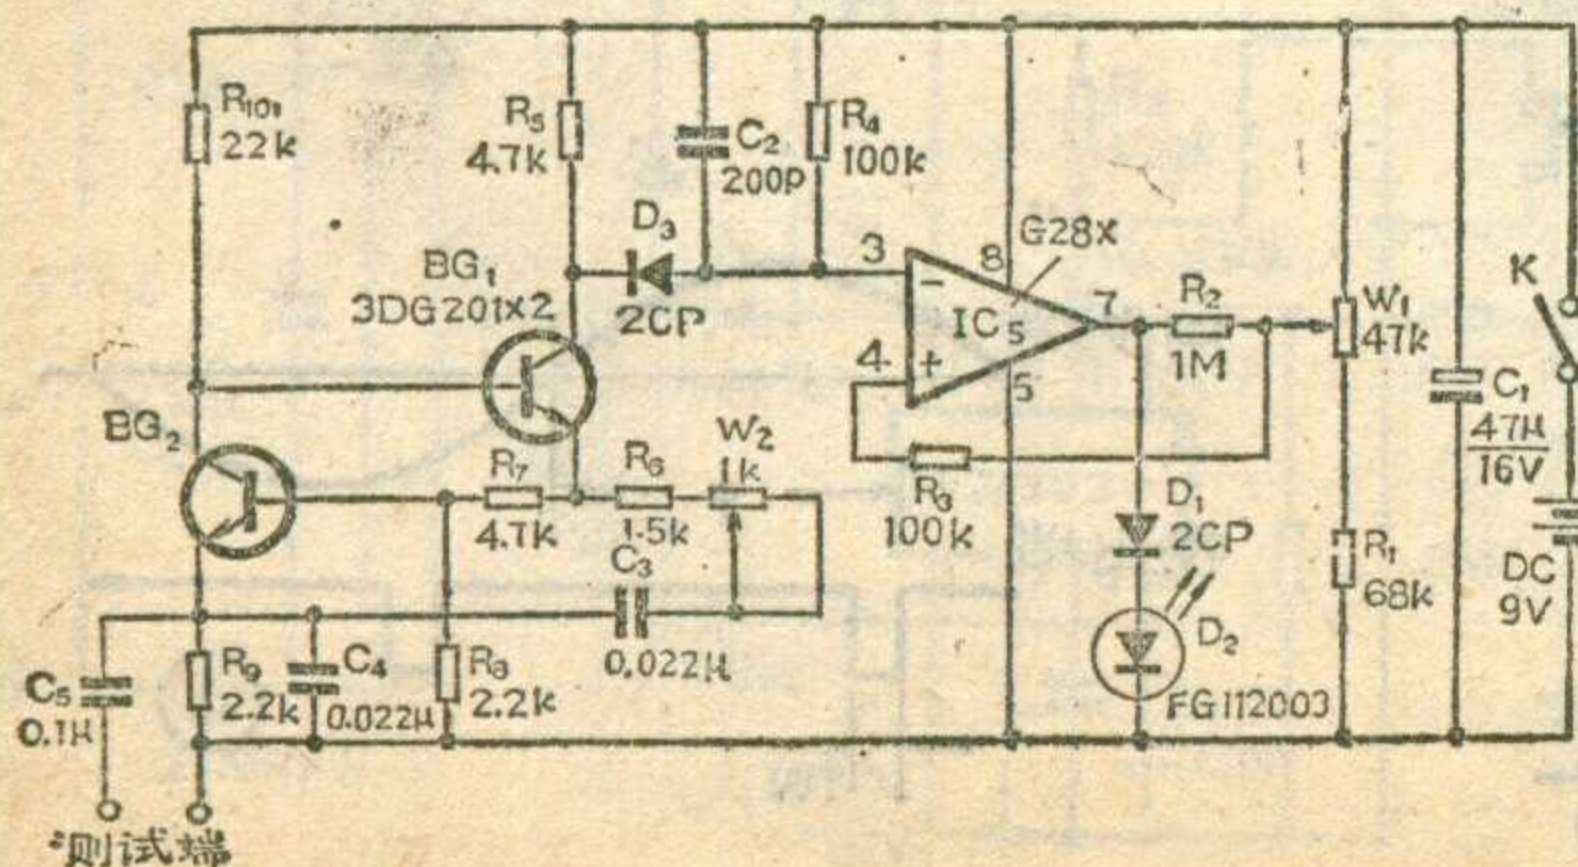 R₁₀
22k
R₅
4.7k
C₂
200P
R₄
100k
D₃
2CP
BG₁
3DG201×2
3
8
G28×
−
IC₅
7
R₂
1M
W₁
47k
K
4
+
5
C₁
47μ
16V
BG₂
R₇
4.7k
R₆
1.5k
W₂
1k
R₃
100k
D₁
2CP
R₁
68k
DC
9V
C₃
0.022μ
D₂
FG112003
C₅
0.1μ
R₉
2.2k
C₄
0.022μ
R₈
2.2k
测试端